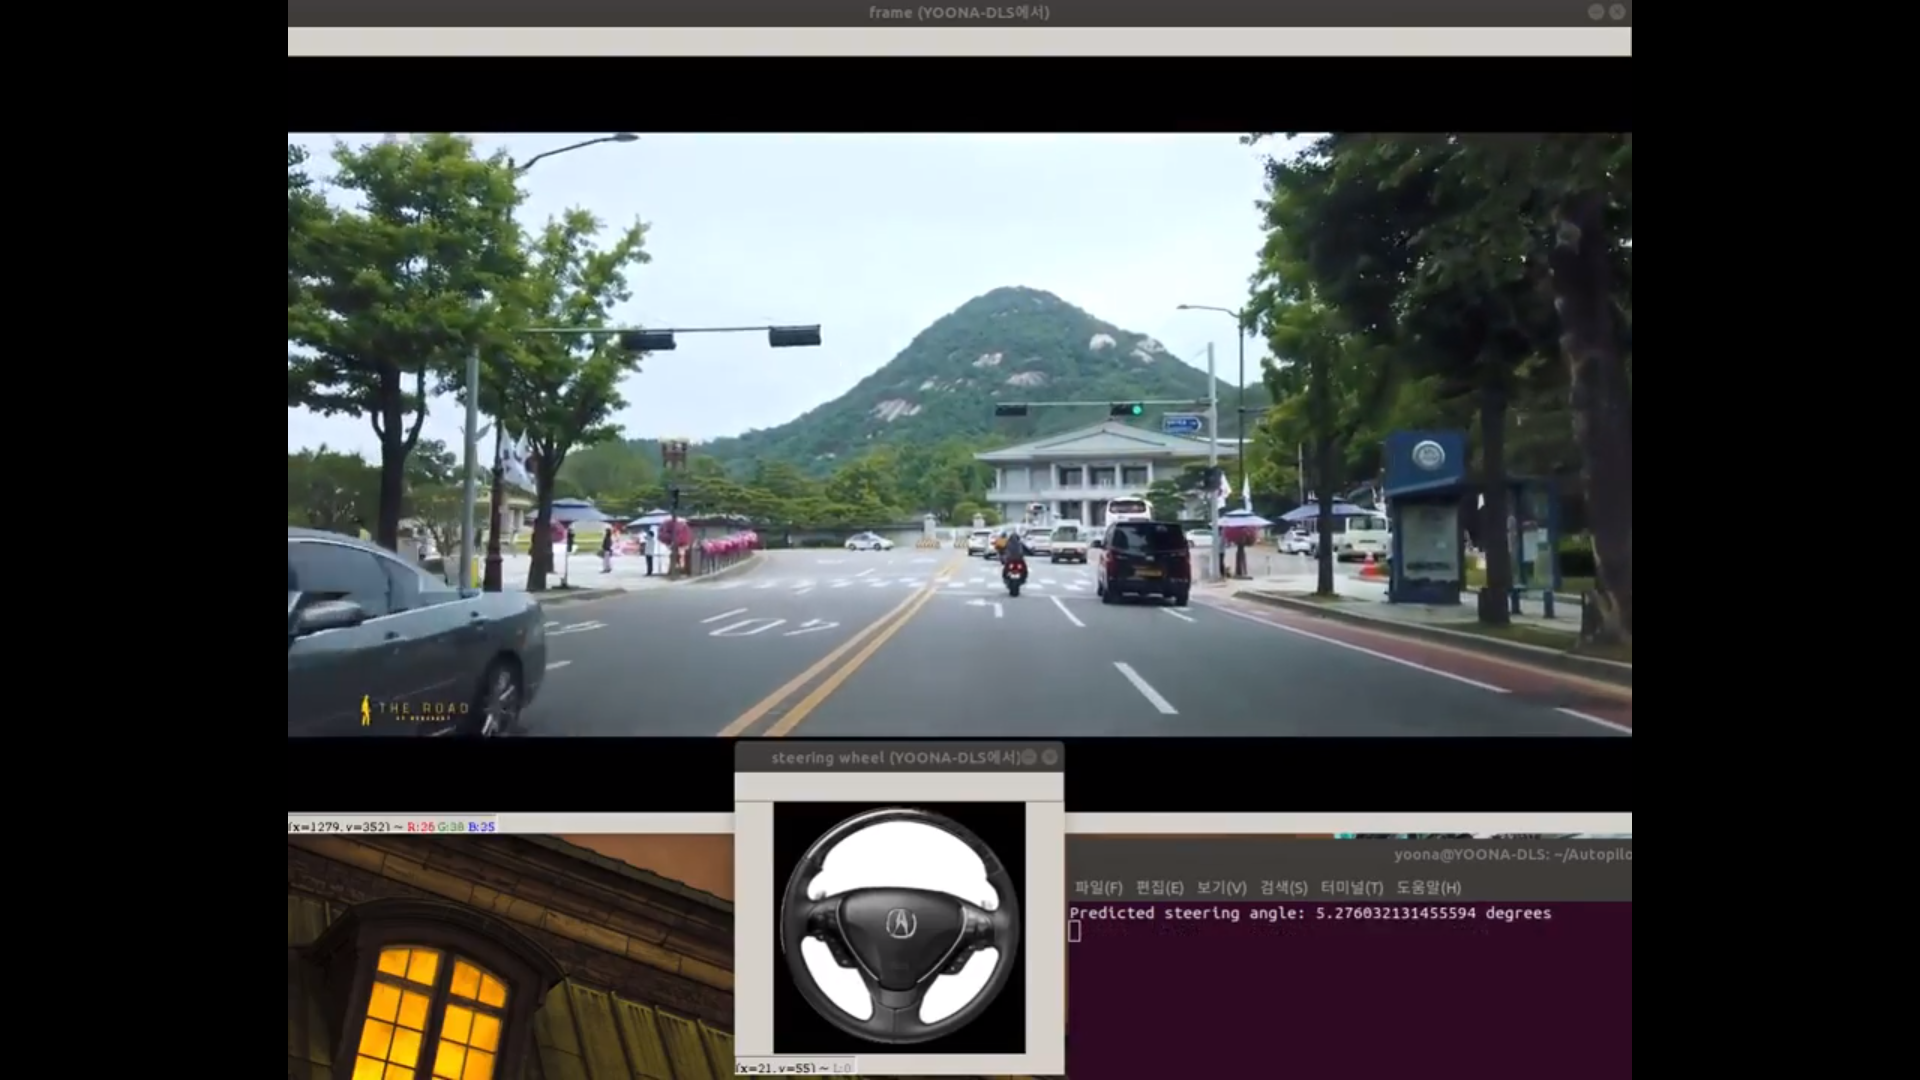 frame (YOONA-DLS에서)
THE ROAD
steering wheel (YOONA-DLS에서)
(x=1279, y=352) ~ R:26 G:38 B:35
yoona@YOONA-DLS: ~/Autopilo
파일(F) 편집(E) 보기(V) 검색(S) 터미널(T) 도움말(H)
Predicted steering angle: 5.276032131455594 degrees
(x=21, y=55) ~ L:0